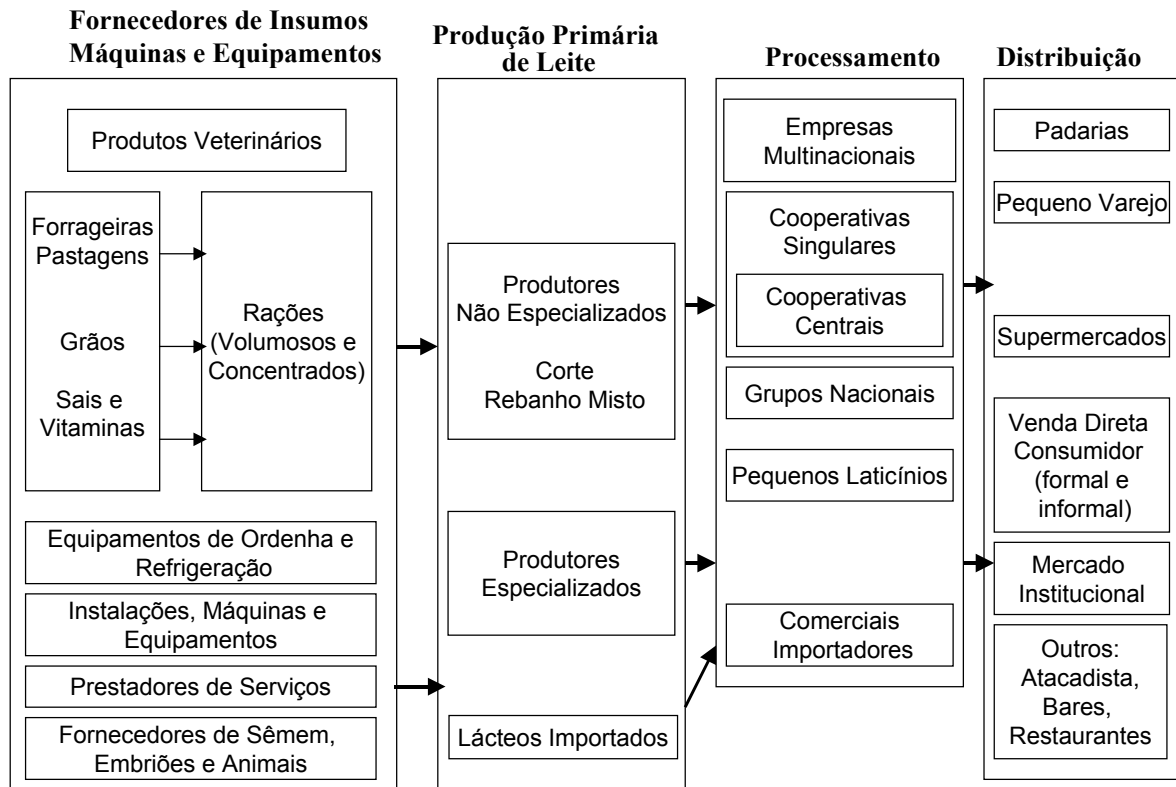 Fornecedores de Insumos
Máquinas e Equipamentos
Produtos Veterinários
Forrageiras
Pastagens
Grãos
Sais e
Vitaminas
Rações
(Volumosos e
Concentrados)
Equipamentos de Ordenha e
Refrigeração
Instalações, Máquinas e
Equipamentos
Prestadores de Serviços
Fornecedores de Sêmem,
Embriões e Animais
Produção Primária
de Leite
Produtores
Não Especializados
Corte
Rebanho Misto
Produtores
Especializados
Lácteos Importados
Processamento
Empresas
Multinacionais
Cooperativas
Singulares
Cooperativas
Centrais
Grupos Nacionais
Pequenos Laticínios
Comerciais
Importadores
Distribuição
Padarias
Pequeno Varejo
Supermercados
Venda Direta
Consumidor
(formal e
informal)
Mercado
Institucional
Outros:
Atacadista,
Bares,
Restaurantes